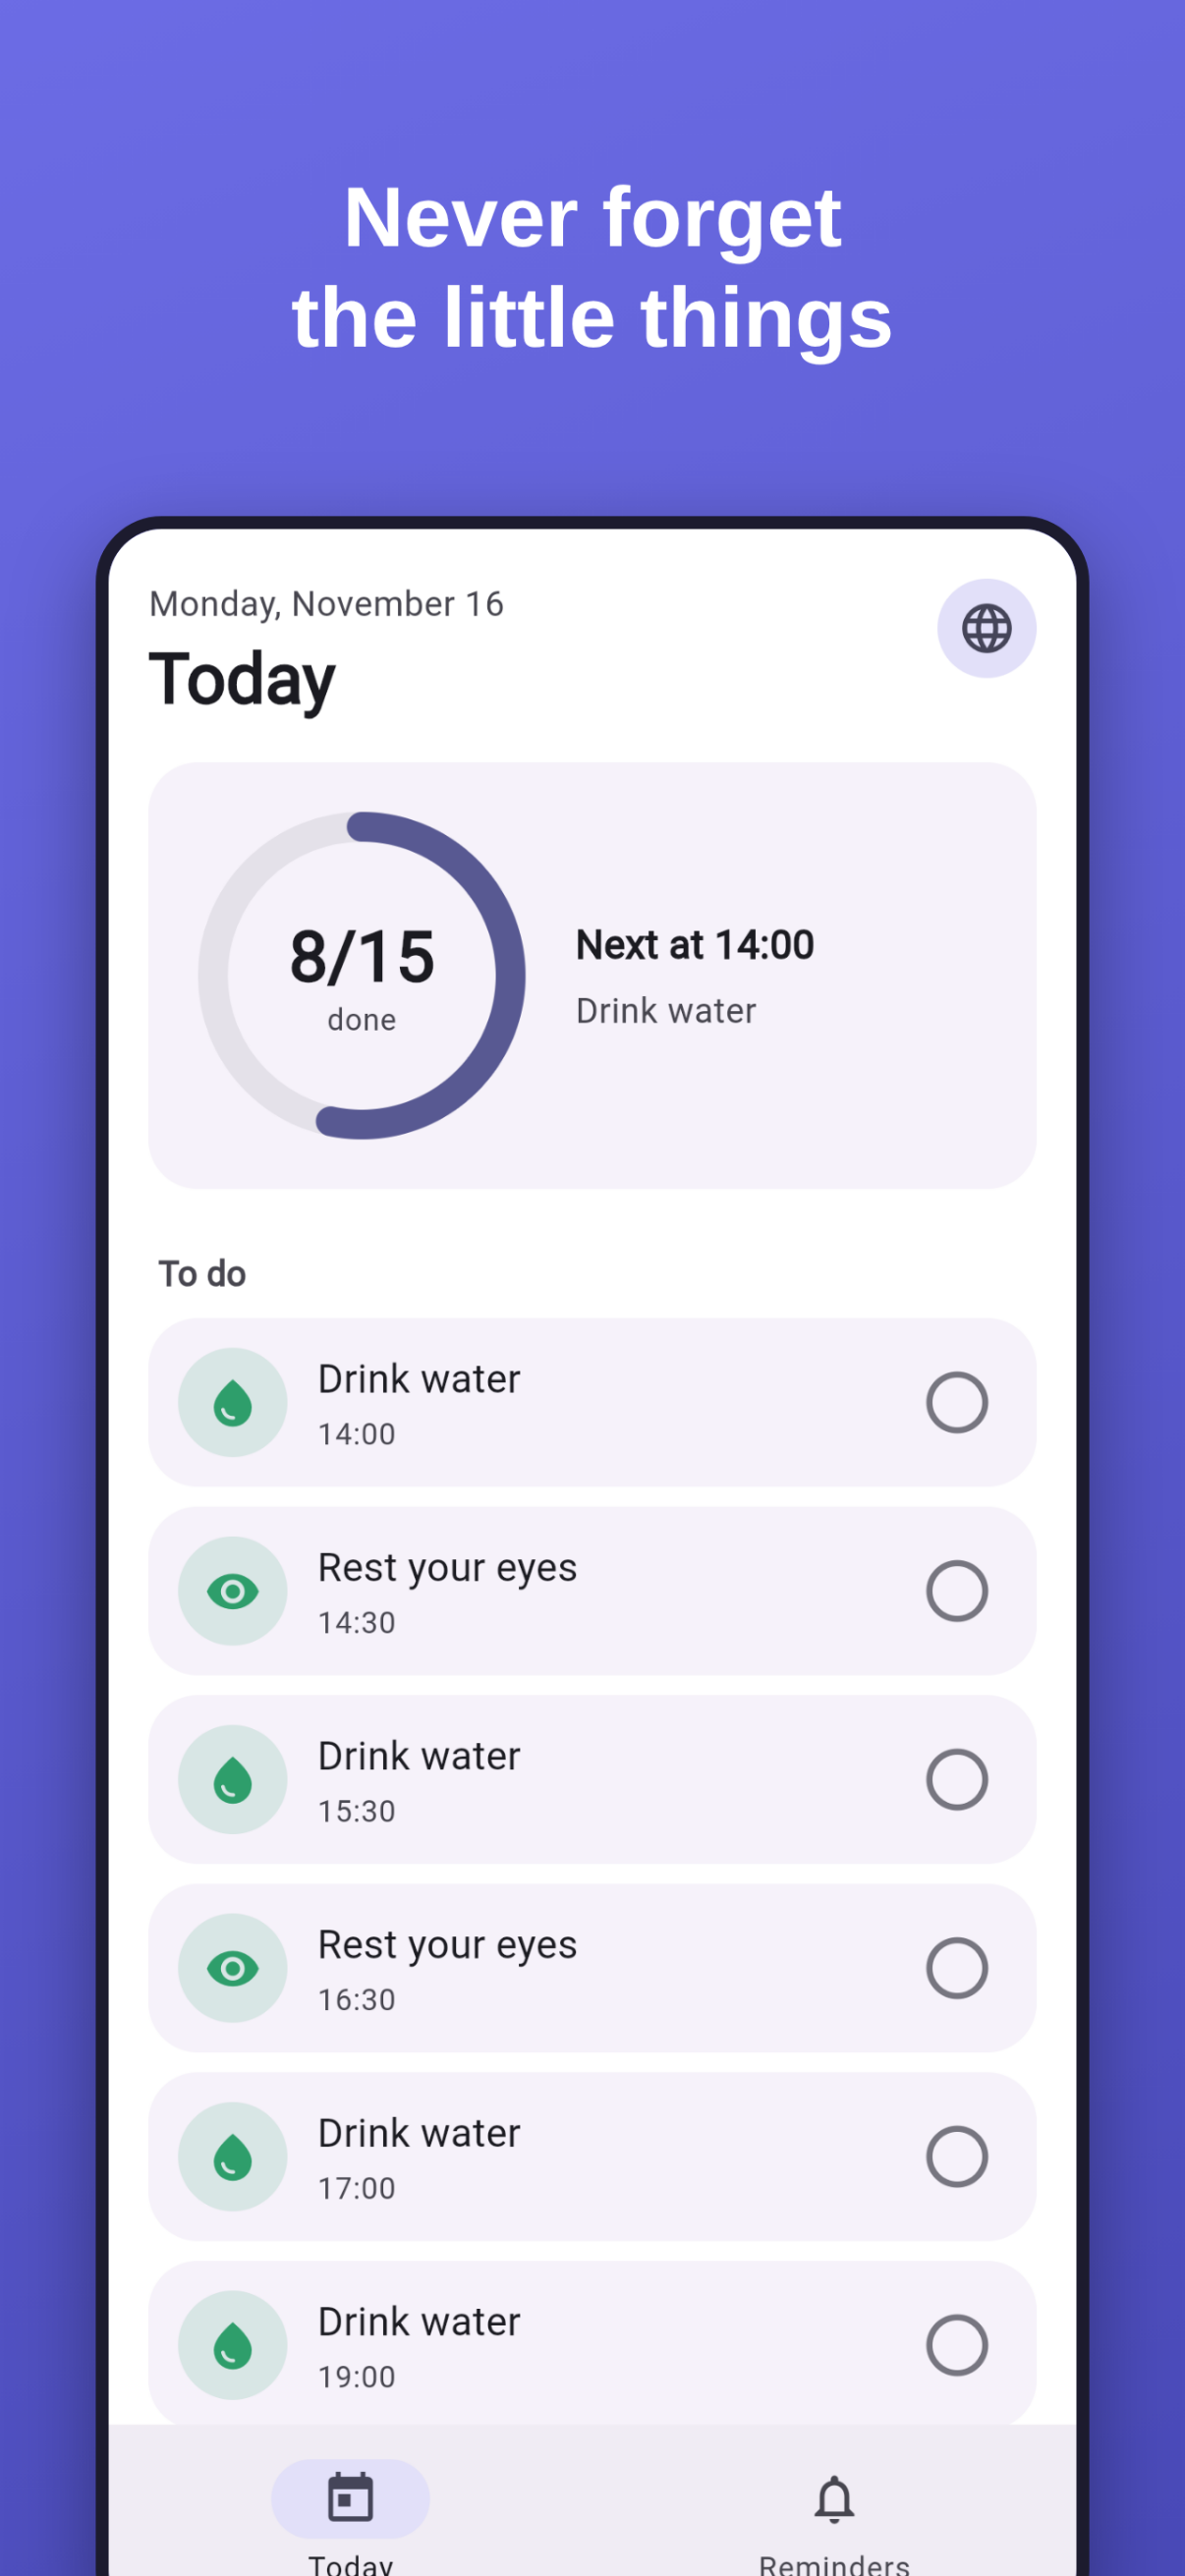 Never forget
the little things
Monday, November 16
Today
8/15
done
Next at 14:00
Drink water
To do
Drink water
14:00
Rest your eyes
14:30
Drink water
15:30
Rest your eyes
16:30
Drink water
17:00
Drink water
19:00
Today
Reminders